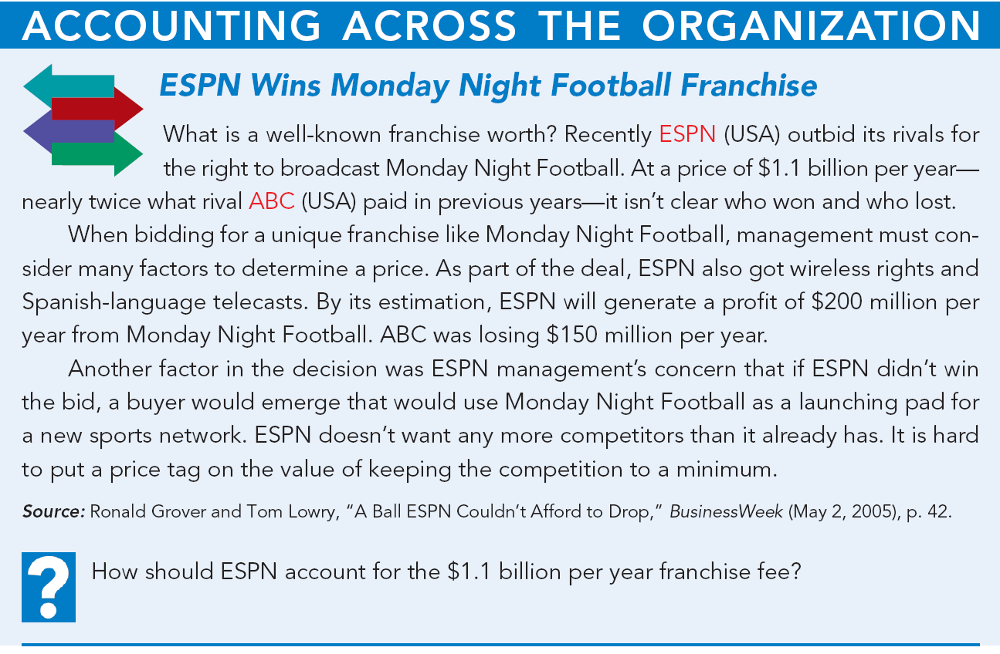 ACCOUNTING ACROSS THE ORGANIZATION
ESPN Wins Monday Night Football Franchise
What is a well-known franchise worth? Recently ESPN (USA) outbid its rivals for
the right to broadcast Monday Night Football. At a price of $1.1 billion per year—
nearly twice what rival ABC (USA) paid in previous years—it isn't clear who won and who lost.
When bidding for a unique franchise like Monday Night Football, management must con-
sider many factors to determine a price. As part of the deal, ESPN also got wireless rights and
Spanish-language telecasts. By its estimation, ESPN will generate a profit of $200 million per
year from Monday Night Football. ABC was losing $150 million per year.
Another factor in the decision was ESPN management's concern that if ESPN didn't win
the bid, a buyer would emerge that would use Monday Night Football as a launching pad for
a new sports network. ESPN doesn't want any more competitors than it already has. It is hard
to put a price tag on the value of keeping the competition to a minimum.
Source: Ronald Grover and Tom Lowry, "A Ball ESPN Couldn't Afford to Drop," BusinessWeek (May 2, 2005), p. 42.
? How should ESPN account for the $1.1 billion per year franchise fee?